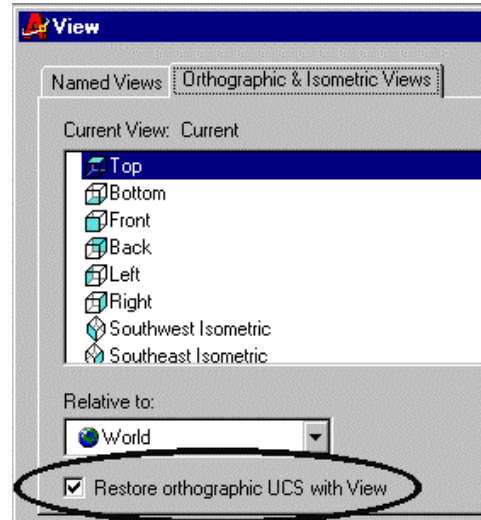 View
Named Views Orthographic & Isometric Views
Current View: Current
Top
Bottom
Front
Back
Left
Right
Southwest Isometric
Southeast Isometric
Relative to:
World
Restore orthographic UCS with View